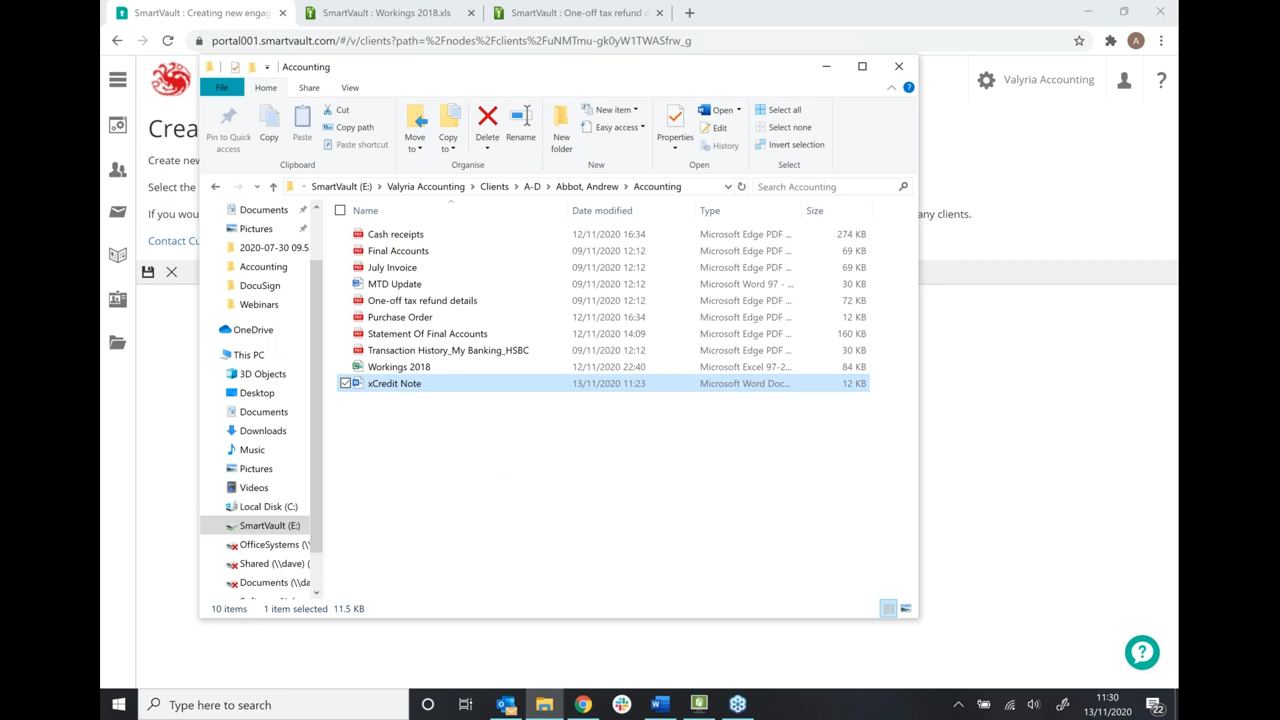 SmartVault : Creating new engag
SmartVault : Workings 2018.xls
SmartVault : One-off tax refund d
portal001.smartvault.com/#/v/clients?path=%2Fnodes%2Fclients%2FuNMTmu-gk0yW1TWASfrw_g
A
Accounting
File
Home
Share
View
Valyria Accounting
Pin to Quick access
Copy
Paste
Cut
Copy path
Paste shortcut
Clipboard
Move to
Copy to
Delete
Rename
Organise
New folder
New item
Easy access
New
Properties
Open
Edit
History
Open
Select all
Select none
Invert selection
Select
Crea
Create new
Select the
If you wou
any clients.
Contact Cu
SmartVault (E:) > Valyria Accounting > Clients > A-D > Abbot, Andrew > Accounting
Search Accounting
Documents
Pictures
2020-07-30 09.5
Accounting
DocuSign
Webinars
OneDrive
This PC
3D Objects
Desktop
Documents
Downloads
Music
Pictures
Videos
Local Disk (C:)
SmartVault (E:)
OfficeSystems (\\
Shared (\\dave) (
Documents (\\da
Name Date modified Type Size
Cash receipts 12/11/2020 16:34 Microsoft Edge PDF ... 274 KB
Final Accounts 09/11/2020 12:12 Microsoft Edge PDF ... 69 KB
July Invoice 09/11/2020 12:12 Microsoft Edge PDF ... 69 KB
MTD Update 09/11/2020 12:12 Microsoft Word 97 - ... 30 KB
One-off tax refund details 09/11/2020 12:12 Microsoft Edge PDF ... 72 KB
Purchase Order 12/11/2020 16:34 Microsoft Edge PDF ... 12 KB
Statement Of Final Accounts 12/11/2020 14:09 Microsoft Edge PDF ... 160 KB
Transaction History_My Banking_HSBC 09/11/2020 12:12 Microsoft Edge PDF ... 30 KB
Workings 2018 12/11/2020 22:40 Microsoft Excel 97-2... 84 KB
xCredit Note 13/11/2020 11:23 Microsoft Word Doc... 12 KB
10 items 1 item selected 11.5 KB
Type here to search
11:30
13/11/2020
22